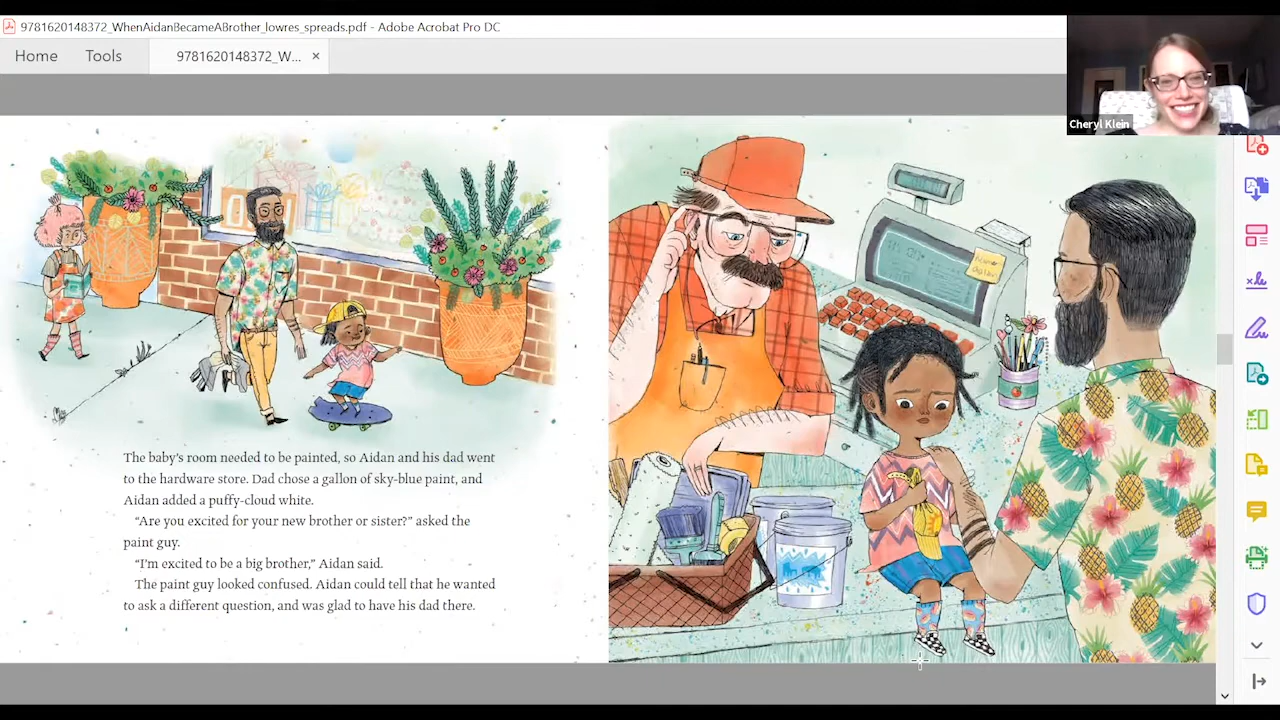 9781620148372_WhenAidanBecameABrother_lowres_spreads.pdf - Adobe Acrobat Pro DC
Home
Tools
9781620148372_W...
Cheryl Klein
The baby's room needed to be painted, so Aidan and his dad went
to the hardware store. Dad chose a gallon of sky-blue paint, and
Aidan added a puffy-cloud white.
"Are you excited for your new brother or sister?" asked the
paint guy.
"I'm excited to be a big brother," Aidan said.
The paint guy looked confused. Aidan could tell that he wanted
to ask a different question, and was glad to have his dad there.